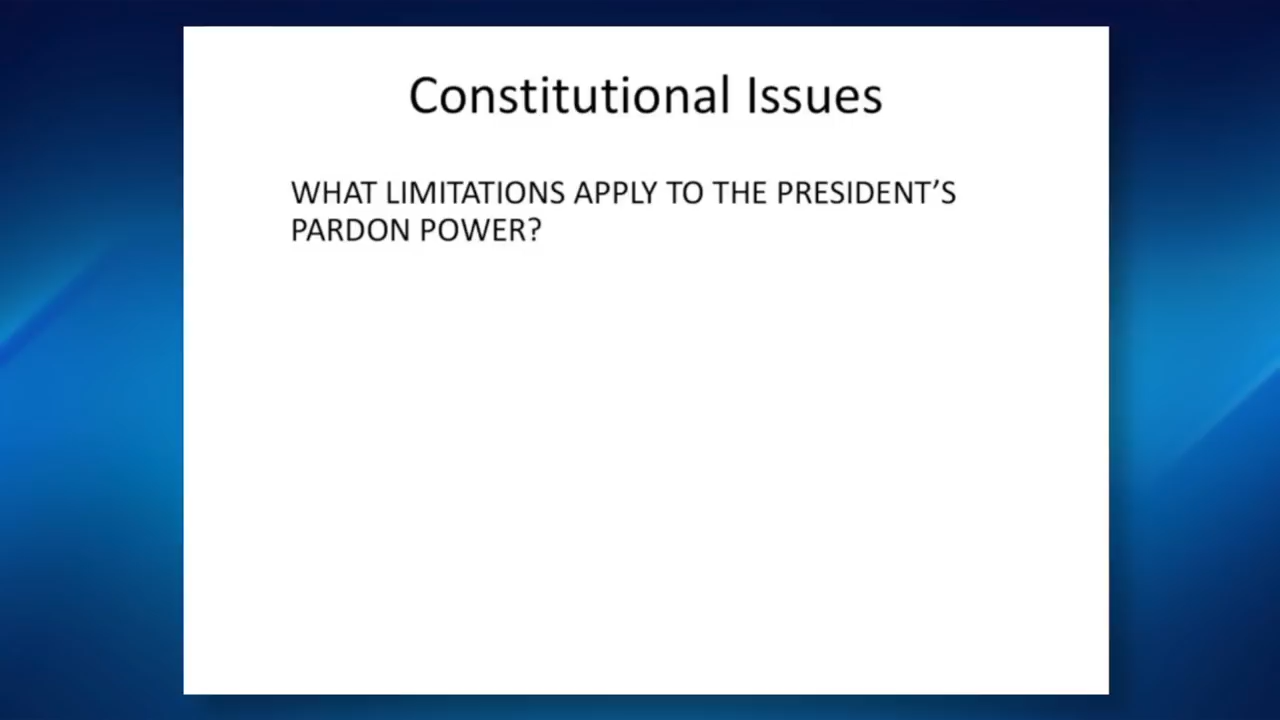 Constitutional Issues
WHAT LIMITATIONS APPLY TO THE PRESIDENT’S
PARDON POWER?